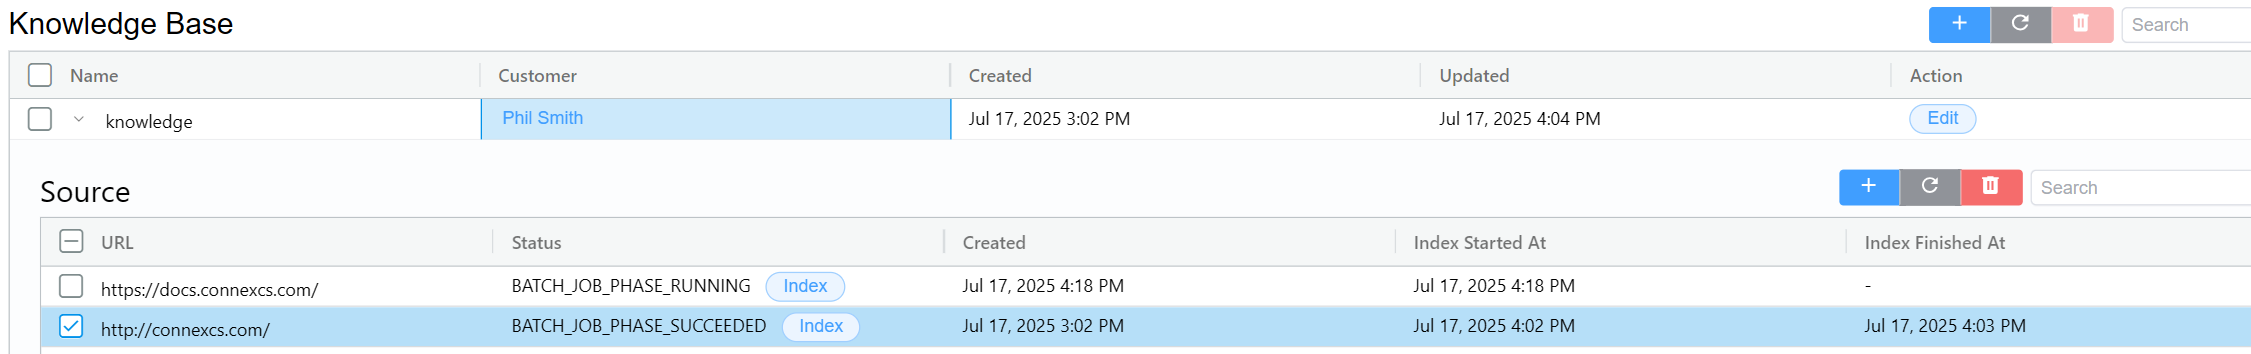 Knowledge Base
Search
Name Customer Created Updated Action
knowledge Phil Smith Jul 17, 2025 3:02 PM Jul 17, 2025 4:04 PM Edit
Source
Search
URL Status Created Index Started At Index Finished At
https://docs.connexcs.com/ BATCH_JOB_PHASE_RUNNING Index Jul 17, 2025 4:18 PM Jul 17, 2025 4:18 PM -
http://connexcs.com/ BATCH_JOB_PHASE_SUCCEEDED Index Jul 17, 2025 3:02 PM Jul 17, 2025 4:02 PM Jul 17, 2025 4:03 PM